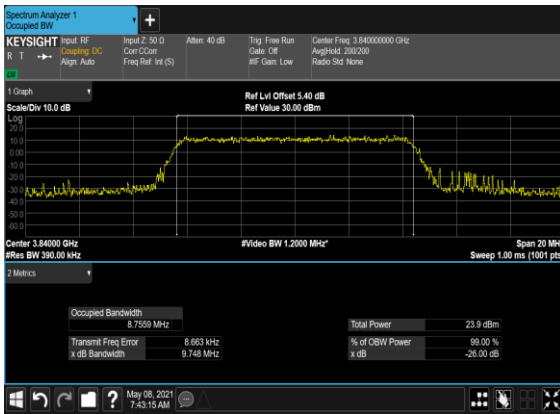 Spectrum Analyzer 1
Occupied BW
KEYSIGHT Input: RF Input Z: 50 Ω Atten: 40 dB Trig: Free Run Center Freq: 3.840000000 GHz
R T Coupling: DC Corr CCorr Gate: Off Avg|Hold: 200/200
Align: Auto Freq Ref: Int (S) #IF Gain: Low Radio Std: None
1 Graph
Ref Lvl Offset 5.40 dB
Scale/Div 10.0 dB Ref Value 30.00 dBm
Log
20.0
10.0
0.00
-10.0
-20.0
-30.0
-40.0
-50.0
-60.0
Center 3.84000 GHz #Video BW 1.2000 MHz* Span 20 MH
#Res BW 390.00 kHz Sweep 1.00 ms (1001 pts
2 Metrics
Occupied Bandwidth
8.7559 MHz Total Power 23.9 dBm
Transmit Freq Error 8.663 kHz % of OBW Power 99.00 %
x dB Bandwidth 9.748 MHz x dB -26.00 dB
May 08, 2021
7:43:15 AM